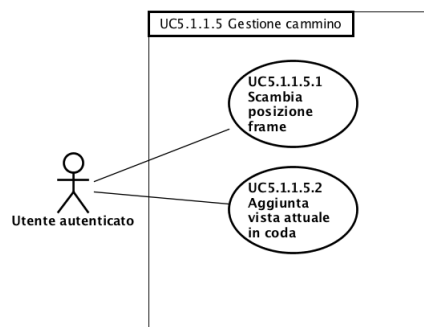 UC5.1.1.5 Gestione cammino
UC5.1.1.5.1
Scambia
posizione
frame
Utente autenticato
UC5.1.1.5.2
Aggiunta
vista attuale
in coda